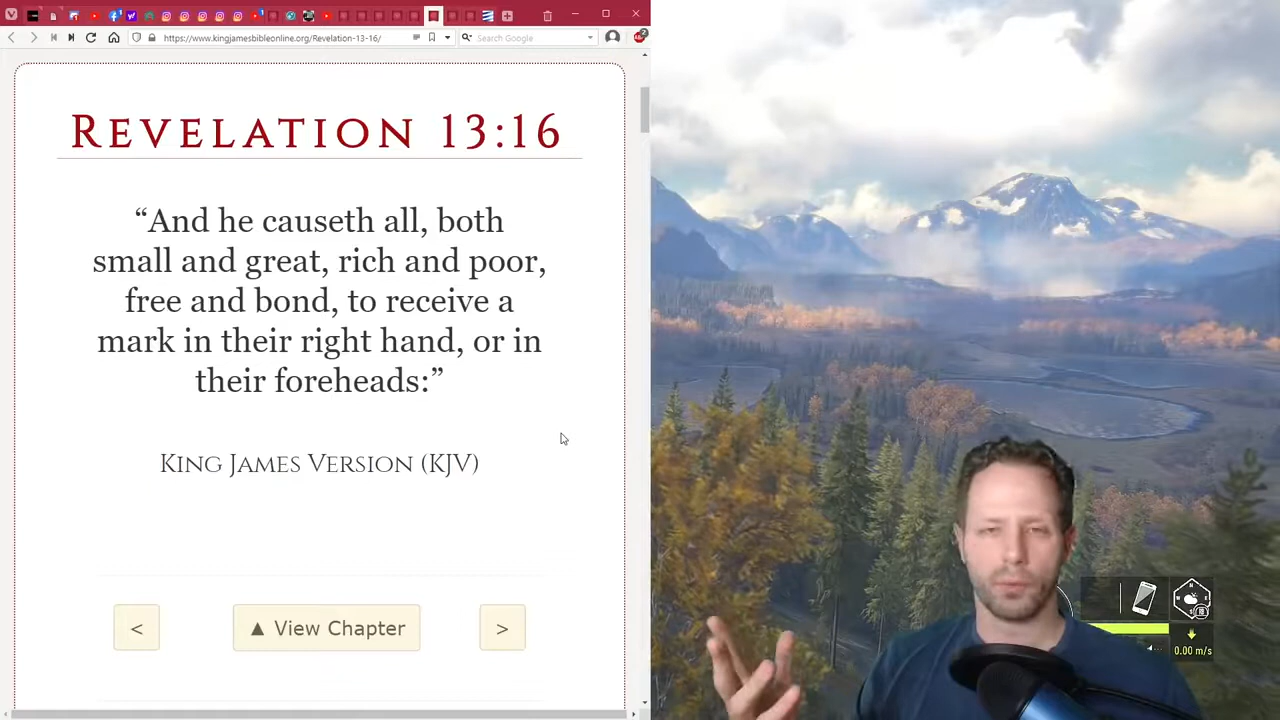 https://www.kingjamesbibleonline.org/Revelation-13-16/
Search Google
2
Revelation 13:16
“And he causeth all, both
small and great, rich and poor,
free and bond, to receive a
mark in their right hand, or in
their foreheads:”
King James Version (KJV)
<
▲ View Chapter
>
0.00 m/s